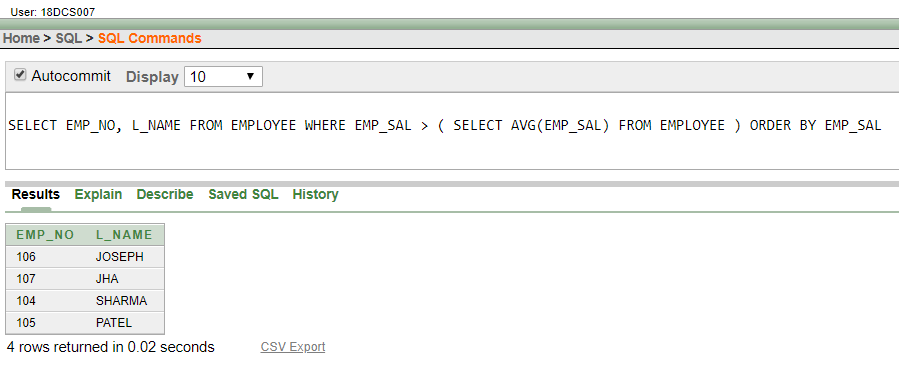 User: 18DCS007
Home > SQL > SQL Commands
Autocommit Display 10
SELECT EMP_NO, L_NAME FROM EMPLOYEE WHERE EMP_SAL > ( SELECT AVG(EMP_SAL) FROM EMPLOYEE ) ORDER BY EMP_SAL
Results Explain Describe Saved SQL History
EMP_NO L_NAME
106 JOSEPH
107 JHA
104 SHARMA
105 PATEL
4 rows returned in 0.02 seconds CSV Export